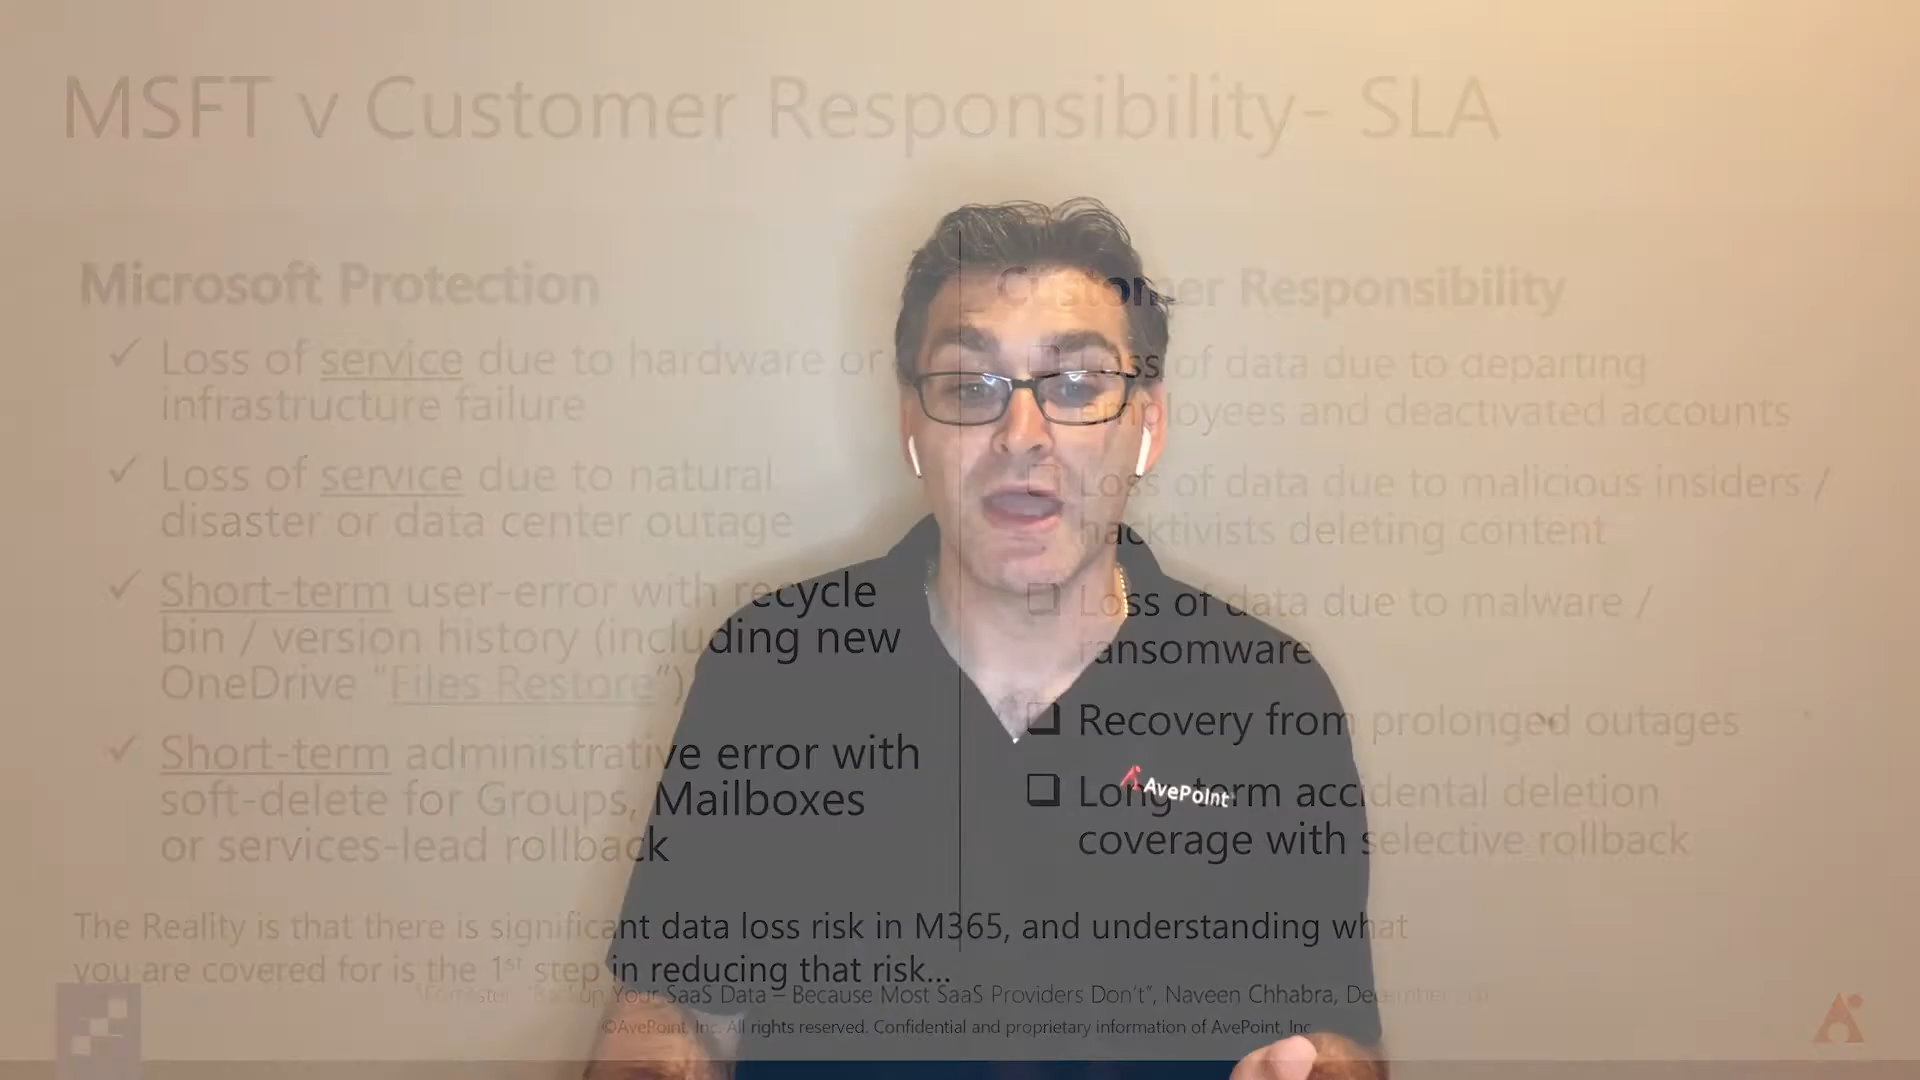 MSFT v Customer Responsibility- SLA
Microsoft Protection
Loss of service due to hardware or
infrastructure failure
Loss of service due to natural
disaster or data center outage
Short-term user-error with recycle
bin / version history (including new
OneDrive "Files Restore")
Short-term administrative error with
soft-delete for Groups, Mailboxes
or services-lead rollback
Customer Responsibility
Loss of data due to departing
employees and deactivated accounts
Loss of data due to malicious insiders /
hacktivists deleting content
Loss of data due to malware /
ransomware
Recovery from prolonged outages
Long-term accidental deletion
coverage with selective rollback
AvePoint
The Reality is that there is significant data loss risk in M365, and understanding what
you are covered for is the 1st step in reducing that risk...
Your SaaS Data – Because Most SaaS Providers Don't", Naveen Chhabra, December
©AvePoint, Inc. All rights reserved. Confidential and proprietary information of AvePoint, Inc